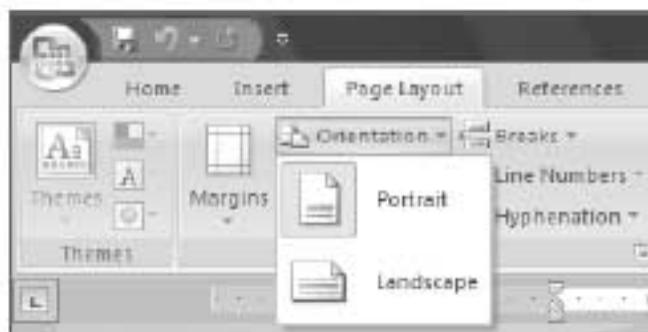 Home Insert Page Layout References
Orientation Breaks
Themes Margins Portrait Line Numbers
Hyphenation
Themes
Landscape